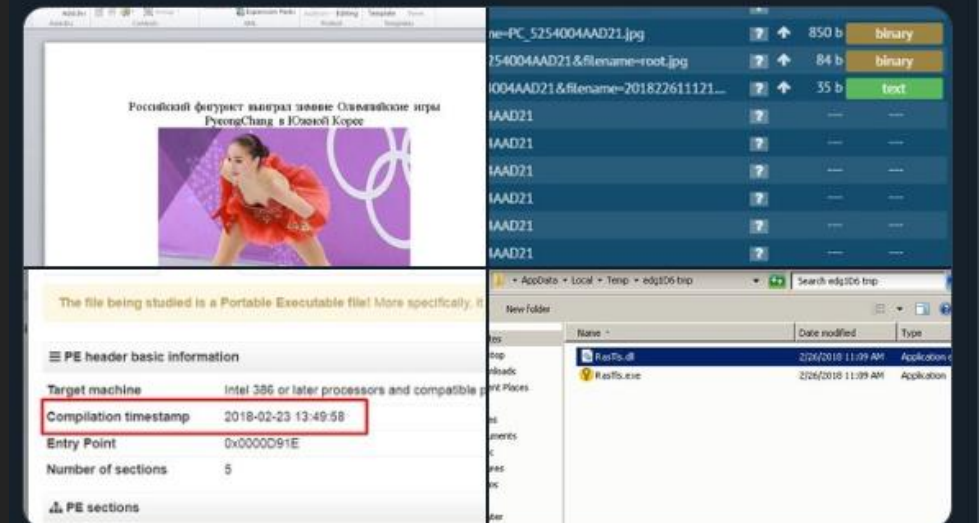 Российский фигурист выиграл зимние Олимпийские игры
PyeongChang в Южной Корее
ne=PC_5254004AAD21.jpg ? 850 b binary
254004AAD21&filename=root.jpg ? 84 b binary
004AAD21&filename=201822611121... ? 35 b text
AAD21 ? ---- ----
AAD21 ? ---- ----
AAD21 ? ---- ----
AAD21 ? ---- ----
AAD21 ? ---- ----
AAD21 ? ---- ----
The file being studied is a Portable Executable file! More specifically, it
PE header basic information
Target machine Intel 386 or later processors and compatible p
Compilation timestamp 2018-02-23 13:49:58
Entry Point 0x0000D91E
Number of sections 5
PE sections
AppData Local Temp edg1D6.tmp Search edg1D6.tmp
New folder
Name Date modified Type
RasTls.dll 2/26/2018 11:09 AM Application e
RasTls.exe 2/26/2018 11:09 AM Application